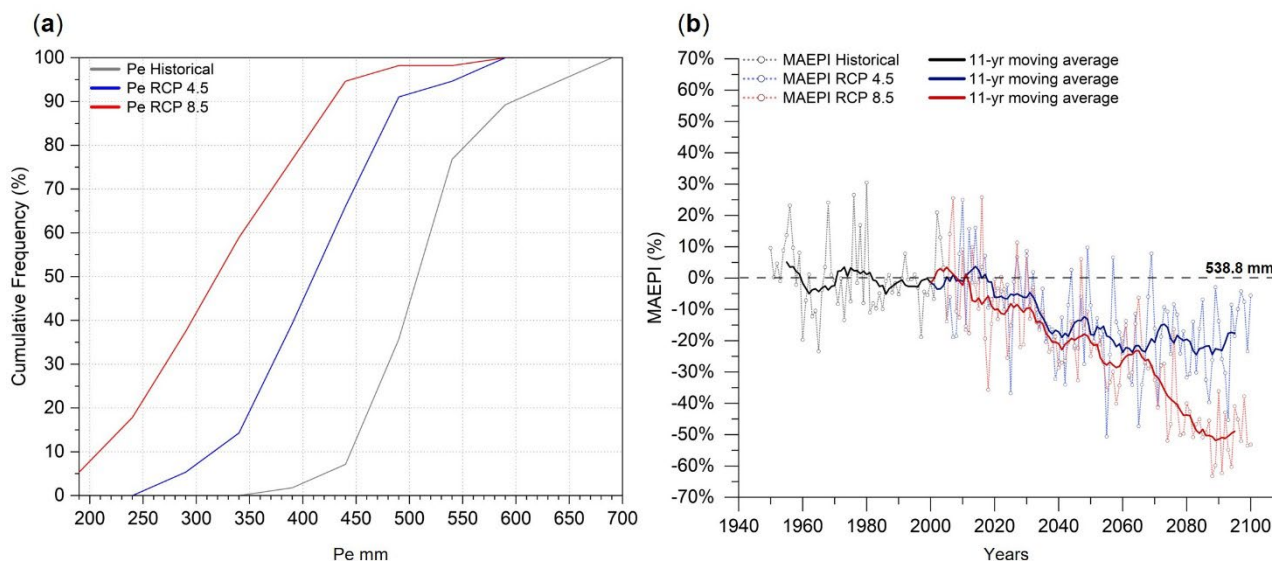 (a)
100
90
80
70
60
50
40
30
20
10
0
Cumulative Frequency (%)
Pe Historical
Pe RCP 4.5
Pe RCP 8.5
200 250 300 350 400 450 500 550 600 650 700
Pe mm
(b)
70%
60%
50%
40%
30%
20%
10%
0%
-10%
-20%
-30%
-40%
-50%
-60%
-70%
MAEPI (%)
MAEPI Historical 11-yr moving average
MAEPI RCP 4.5 11-yr moving average
MAEPI RCP 8.5 11-yr moving average
538.8 mm
1940 1960 1980 2000 2020 2040 2060 2080 2100
Years